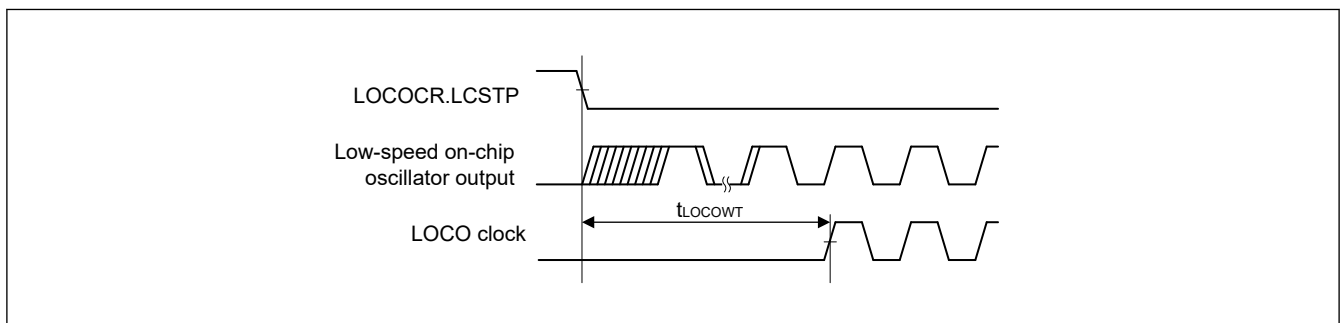 LOCOCR.LCSTP
Low-speed on-chip
oscillator output
tLOCOWT
LOCO clock